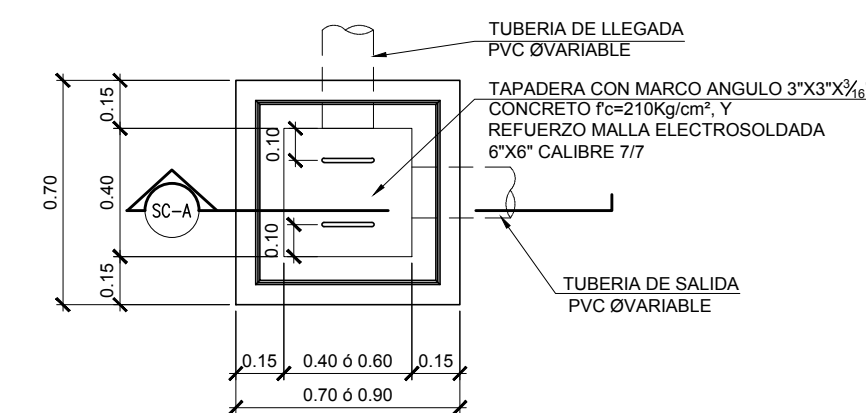 TUBERIA DE LLEGADA
PVC ØVARIABLE
TAPADERA CON MARCO ANGULO 3"X3"X3/16
CONCRETO f'c=210Kg/cm², Y
REFUERZO MALLA ELECTROSOLDADA
6"X6" CALIBRE 7/7
0.15
0.10
0.70
0.40
SC-A
0.10
0.15
TUBERIA DE SALIDA
PVC ØVARIABLE
0.15 0.40 ó 0.60 0.15
0.70 ó 0.90